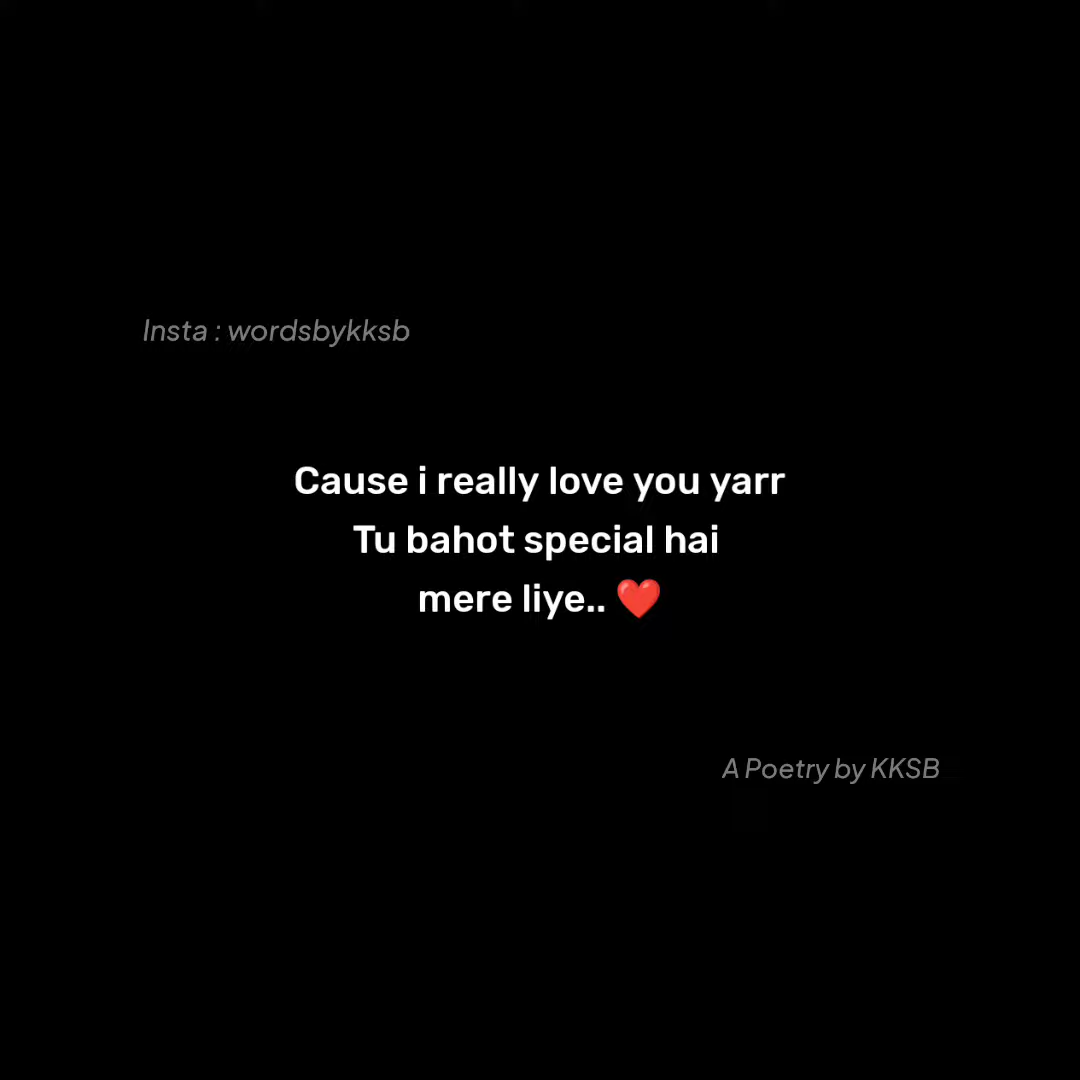 Insta : wordsbykksb
Cause i really love you yarr
Tu bahot special hai
mere liye.. ❤️
A Poetry by KKSB